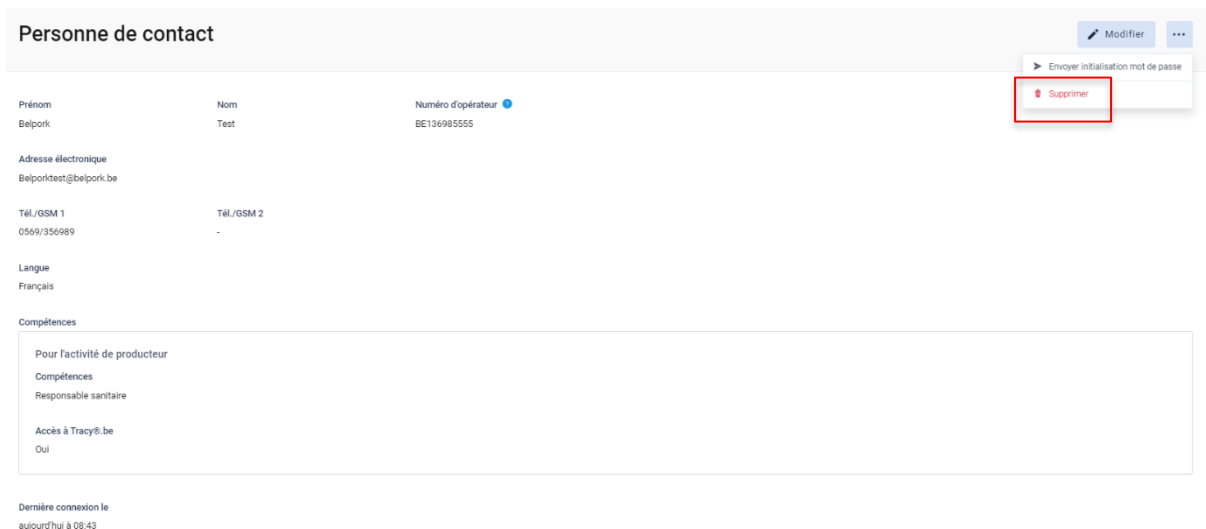 Personne de contact
Modifier
Envoyer initialisation mot de passe
Supprimer
Prénom Nom Numéro d'opérateur ?
Belpork Test BE136985555
Adresse électronique
Belporktest@belpork.be
Tél./GSM 1 Tél./GSM 2
0569/356989 -
Langue
Français
Compétences
Pour l'activité de producteur
Compétences
Responsable sanitaire
Accès à Tracy®.be
Oui
Dernière connexion le
aujourd'hui à 08:43